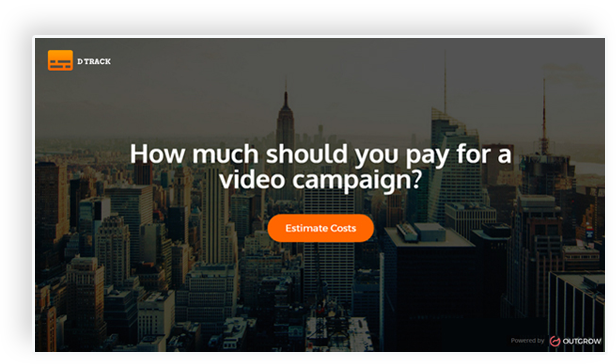 D TRACK
How much should you pay for a
video campaign?
Estimate Costs
Powered by OUTGROW